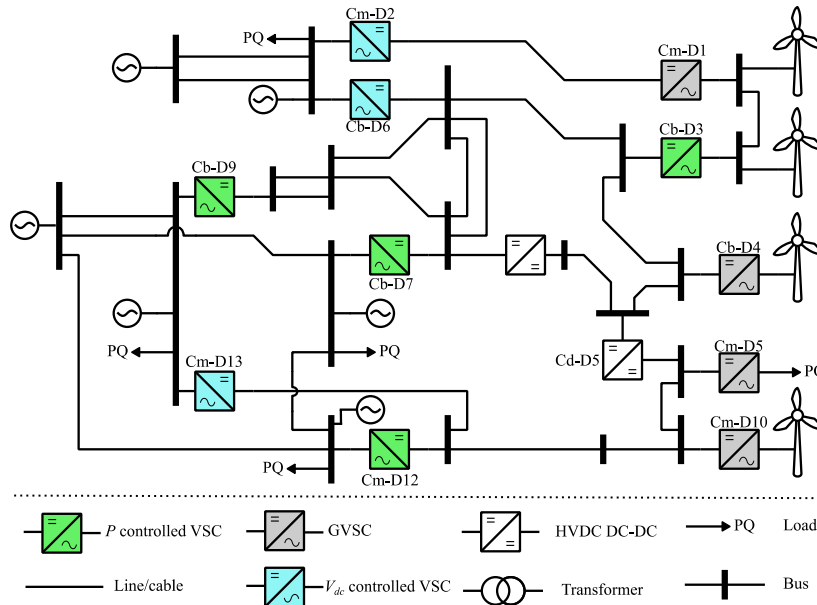 Cm-D2
PQ
Cm-D1
Cb-D6
Cb-D3
Cb-D9
Cb-D7
Cb-D4
PQ
PQ
Cm-D13
Cd-D5
Cm-D5
PQ
Cm-D10
PQ
Cm-D12
P controlled VSC
GVSC
HVDC DC-DC
PQ
Load
Line/cable
V_dc controlled VSC
Transformer
Bus